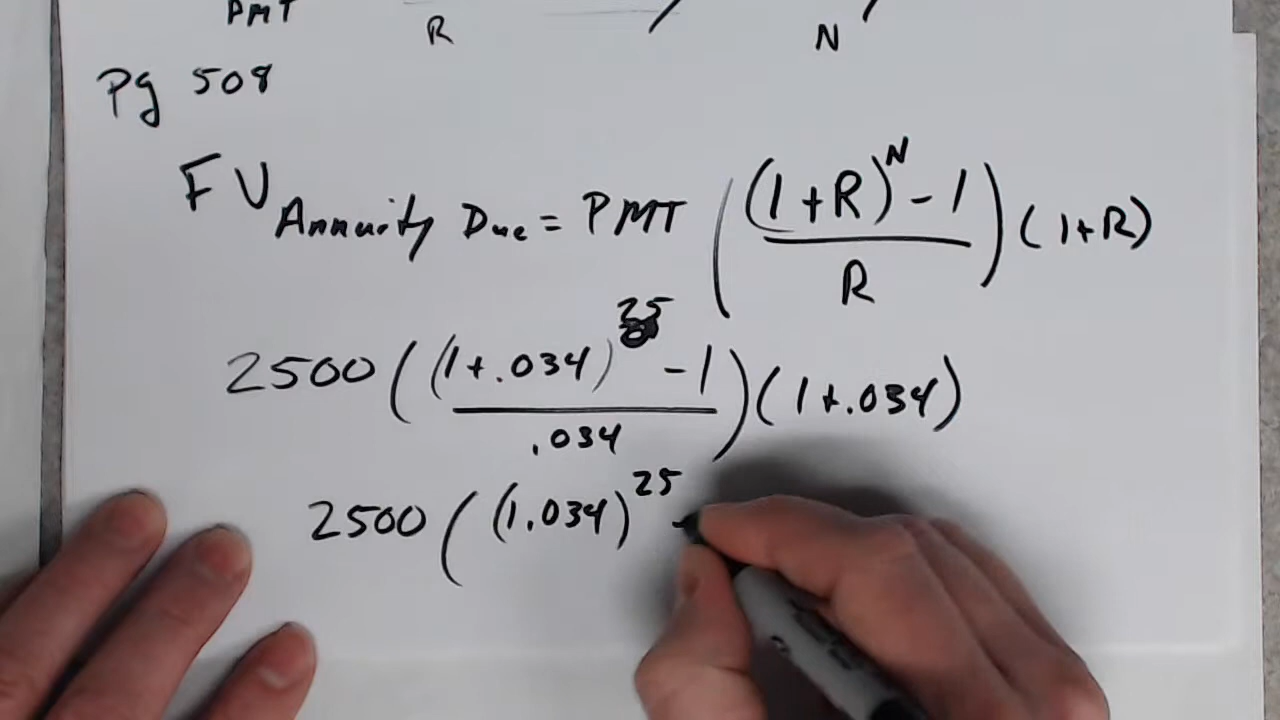 PMT R N
Pg 508
FV Annuity Due = PMT ( (1+R)^N - 1 / R ) (1+R)
2500 ( (1+.034)^25 - 1 / .034 ) (1+.034)
2500 ( (1.034)^25 -